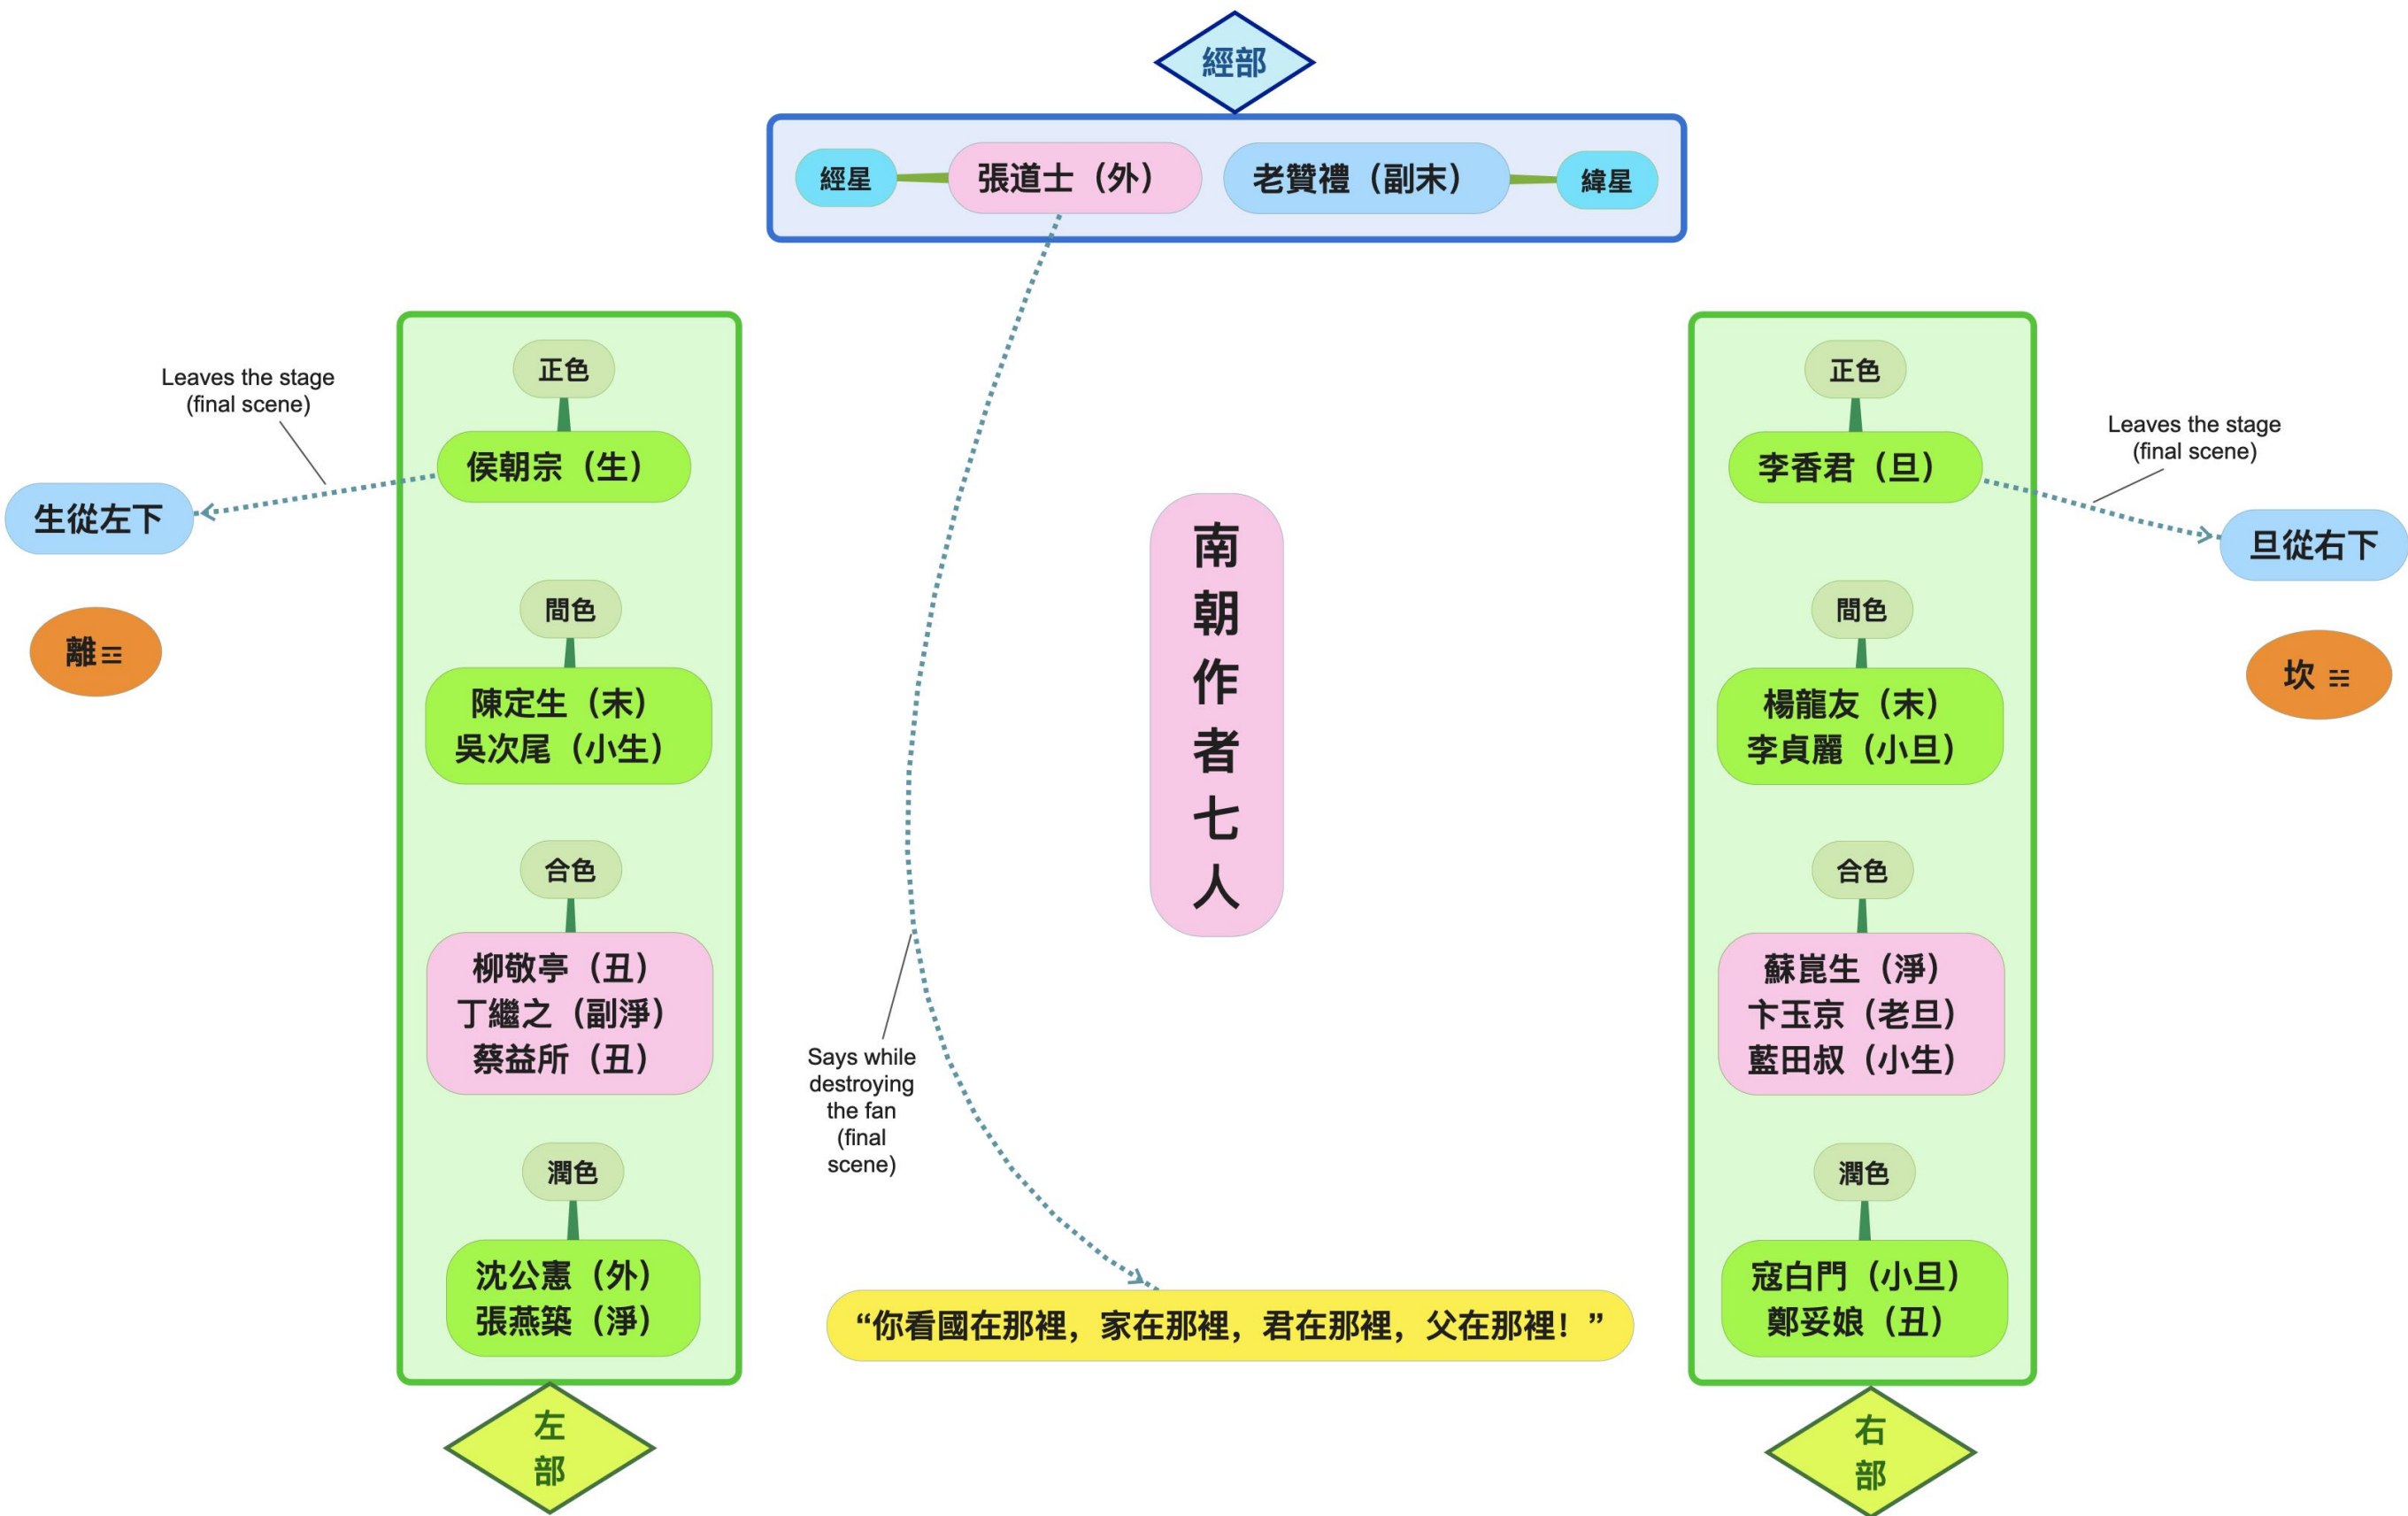 經部
經星
張道士（外）
老贊禮（副末）
緯星
Leaves the stage
(final scene)
生從左下
離☲
正色
侯朝宗（生）
間色
陳定生（末）
吳次尾（小生）
合色
柳敬亭（丑）
丁繼之（副淨）
蔡益所（丑）
潤色
沈公憲（外）
張燕築（淨）
左
部
南
朝
作
者
七
人
Says while
destroying
the fan
(final
scene)
“你看國在那裡，家在那裡，君在那裡，父在那裡！”
正色
李香君（旦）
間色
楊龍友（末）
李貞麗（小旦）
合色
蘇崑生（淨）
卞玉京（老旦）
藍田叔（小生）
潤色
寇白門（小旦）
鄭妥娘（丑）
右
部
Leaves the stage
(final scene)
旦從右下
坎 ☵